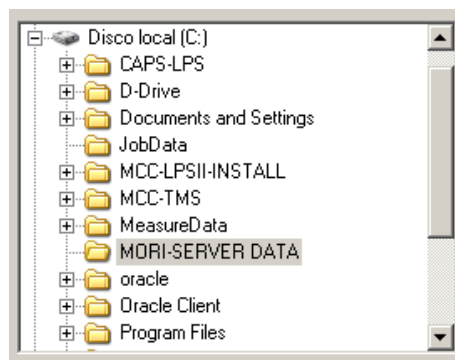 Disco local (C:)
CAPS-LPS
D-Drive
Documents and Settings
JobData
MCC-LPSII-INSTALL
MCC-TMS
MeasureData
MORI-SERVER DATA
oracle
Oracle Client
Program Files